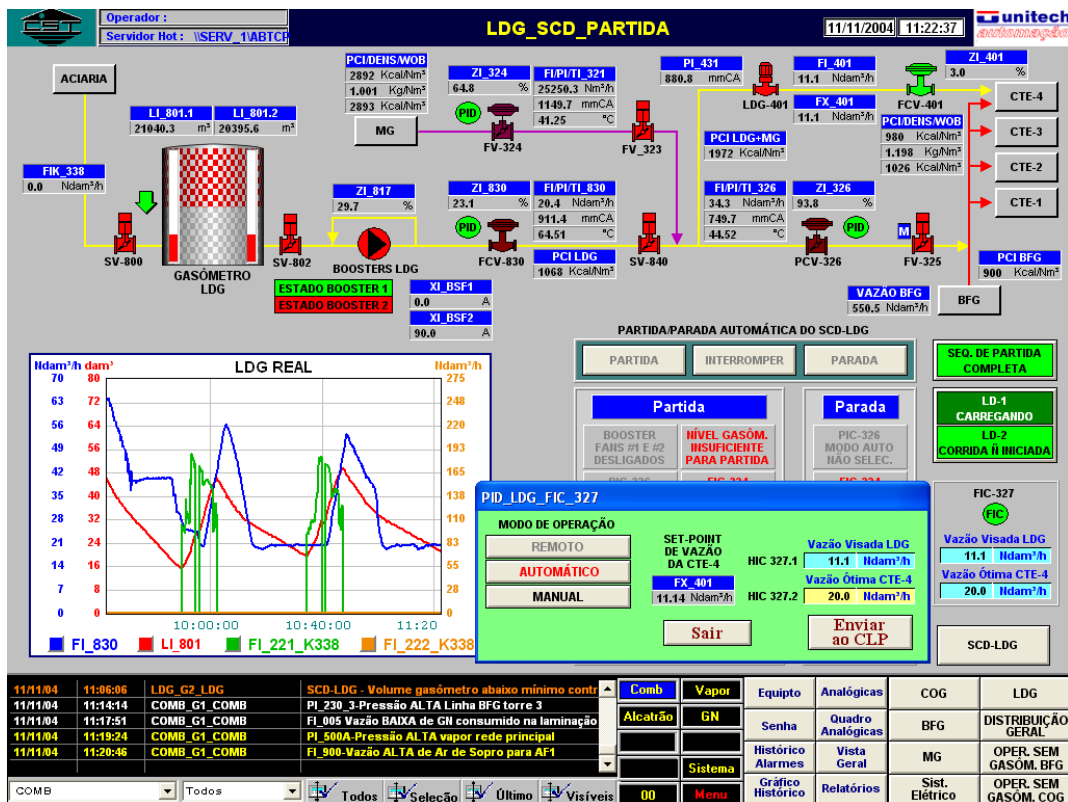 CST
Operador :
Servidor Hot : \\SERV_1\ABTCP
LDG_SCD_PARTIDA
11/11/2004 11:22:37
unitech
automação
ACIARIA
LI_801.1 LI_801.2
21040.3 m³ 20395.6 m³
FIK_338
0.0 Ndam³/h
SV-800
GASÔMETRO
LDG
SV-802
ZI_817
29.7 %
BOOSTERS LDG
ESTADO BOOSTER 1
ESTADO BOOSTER 2
XI_BSF1
0.0 A
XI_BSF2
90.0 A
PCI/DENS/WOB
2892 Kcal/Nm³
1.001 Kg/Nm³
2893 Kcal/Nm³
MG
ZI_324
64.8 %
PID
FV-324
FI/PI/TI_321
25250.3 Nm³/h
1149.7 mmCA
41.25 °C
FV_323
ZI_830
23.1 %
PID
FCV-830
FI/PI/TI_830
20.4 Ndam³/h
911.4 mmCA
64.51 °C
PCI LDG
1068 Kcal/Nm³
SV-840
PI_431
880.8 mmCA
LDG-401
FI_401
11.1 Ndam³/h
FX_401
11.1 Ndam³/h
ZI_401
3.0 %
FCV-401
PCI LDG+MG
1972 Kcal/Nm³
PCI/DENS/WOB
980 Kcal/Nm³
1.198 Kg/Nm³
1026 Kcal/Nm³
CTE-4
CTE-3
CTE-2
CTE-1
FI/PI/TI_326
34.3 Ndam³/h
749.7 mmCA
44.52 °C
ZI_326
93.8 %
PID
PCV-326
M
FV-325
PCI BFG
900 Kcal/Nm³
VAZÃO BFG
550.5 Ndam³/h
BFG
PARTIDA/PARADA AUTOMÁTICA DO SCD-LDG
PARTIDA INTERROMPER PARADA
SEQ. DE PARTIDA
COMPLETA
LD-1
CARREGANDO
LD-2
CORRIDA Ñ INICIADA
Partida
BOOSTER
FANS #1 E #2
DESLIGADOS
NÍVEL GASÔM.
INSUFICIENTE
PARA PARTIDA
Parada
PIC-326
MODO AUTO
NÃO SELEC.
Ndam³/h dam³ LDG REAL Ndam³/h
70 80 275
63 72 248
56 64 220
49 56 193
42 48 165
35 40 138
28 32 110
21 24 83
14 16 55
7 8 28
0 0 0
10:00:00 10:40:00 11:20
FI_830 LI_801 FI_221_K338 FI_222_K338
PID_LDG_FIC_327
MODO DE OPERAÇÃO
REMOTO
AUTOMÁTICO
MANUAL
SET-POINT
DE VAZÃO
DA CTE-4
FX_401
11.14 Ndam³/h
Vazão Visada LDG
HIC 327.1 11.1 Ndam³/h
Vazão Ótima CTE-4
HIC 327.2 20.0 Ndam³/h
Sair
Enviar
ao CLP
FIC-327
FIC
Vazão Visada LDG
11.1 Ndam³/h
Vazão Ótima CTE-4
20.0 Ndam³/h
SCD-LDG
11/11/04 11:06:06 LDG_G2_LDG SCD-LDG - Volume gasômetro abaixo mínimo contr
11/11/04 11:14:14 COMB_G1_COMB PI_230_3-Pressão ALTA Linha BFG torre 3
11/11/04 11:17:51 COMB_G1_COMB FI_005 Vazão BAIXA de GN consumido na laminação
11/11/04 11:19:24 COMB_G1_COMB PI_500A-Pressão ALTA vapor rede principal
11/11/04 11:20:46 COMB_G1_COMB FI_900-Vazão ALTA de Ar de Sopro para AF1
COMB Todos Todos Seleção Último Visíveis
Comb Vapor
Alcatrão GN
Sistema
00 Menu
Equipto Analógicas COG LDG
Senha Quadro Analógicas BFG DISTRIBUIÇÃO GERAL
Histórico Alarmes Vista Geral MG OPER. SEM GASÔM. BFG
Gráfico Histórico Relatórios Sist. Elétrico OPER. SEM GASÔM. COG